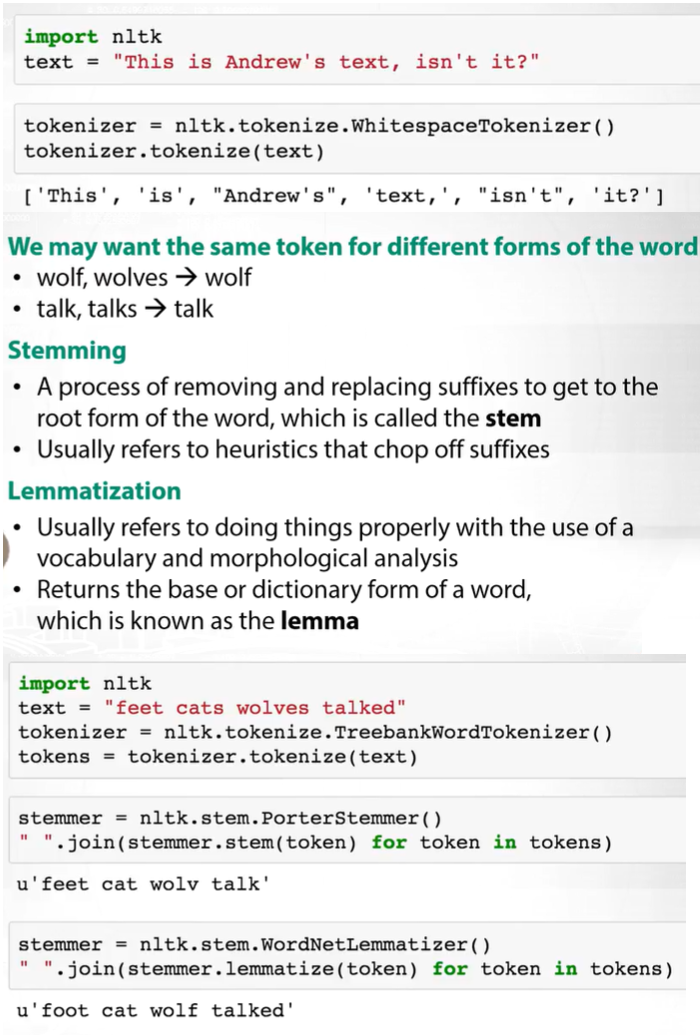 import nltk
text = "This is Andrew's text, isn't it?"
tokenizer = nltk.tokenize.WhitespaceTokenizer()
tokenizer.tokenize(text)
['This', 'is', "Andrew's", 'text,', "isn't", 'it?']
We may want the same token for different forms of the word
• wolf, wolves → wolf
• talk, talks → talk
Stemming
• A process of removing and replacing suffixes to get to the
root form of the word, which is called the stem
• Usually refers to heuristics that chop off suffixes
Lemmatization
• Usually refers to doing things properly with the use of a
vocabulary and morphological analysis
• Returns the base or dictionary form of a word,
which is known as the lemma
import nltk
text = "feet cats wolves talked"
tokenizer = nltk.tokenize.TreebankWordTokenizer()
tokens = tokenizer.tokenize(text)
stemmer = nltk.stem.PorterStemmer()
" ".join(stemmer.stem(token) for token in tokens)
u'feet cat wolv talk'
stemmer = nltk.stem.WordNetLemmatizer()
" ".join(stemmer.lemmatize(token) for token in tokens)
u'foot cat wolf talked'